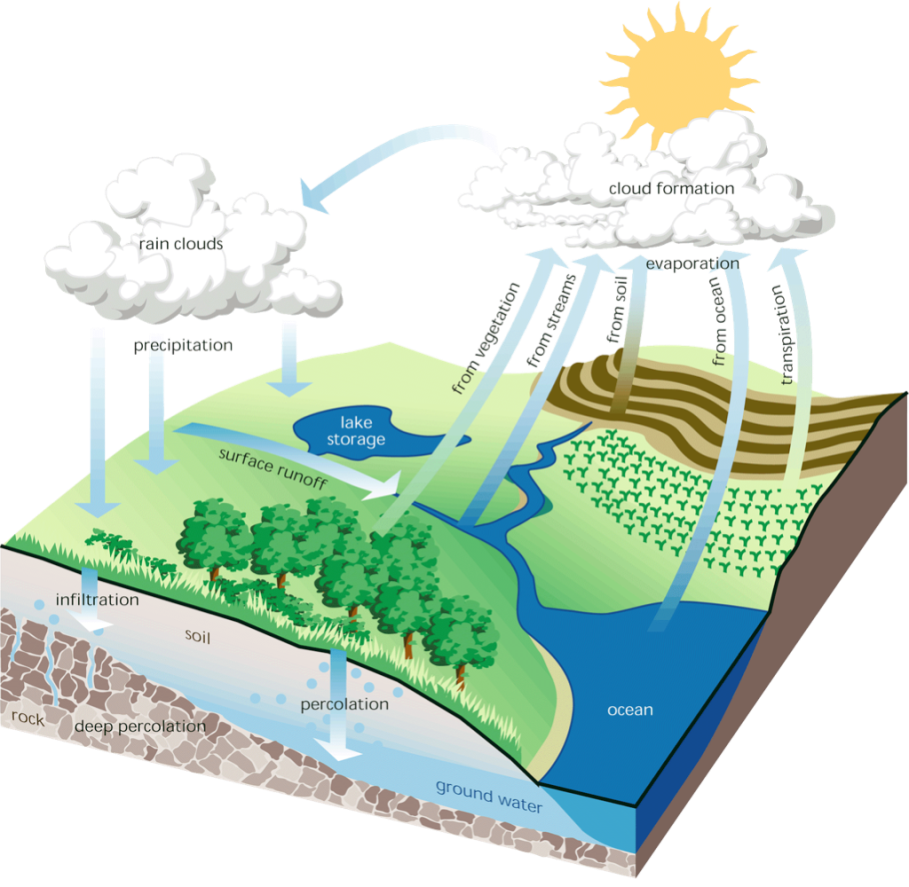 cloud formation
rain clouds
evaporation
precipitation
from vegetation
from streams
from soil
from ocean
transpiration
lake
storage
surface runoff
infiltration
soil
percolation
ocean
rock
deep percolation
ground water